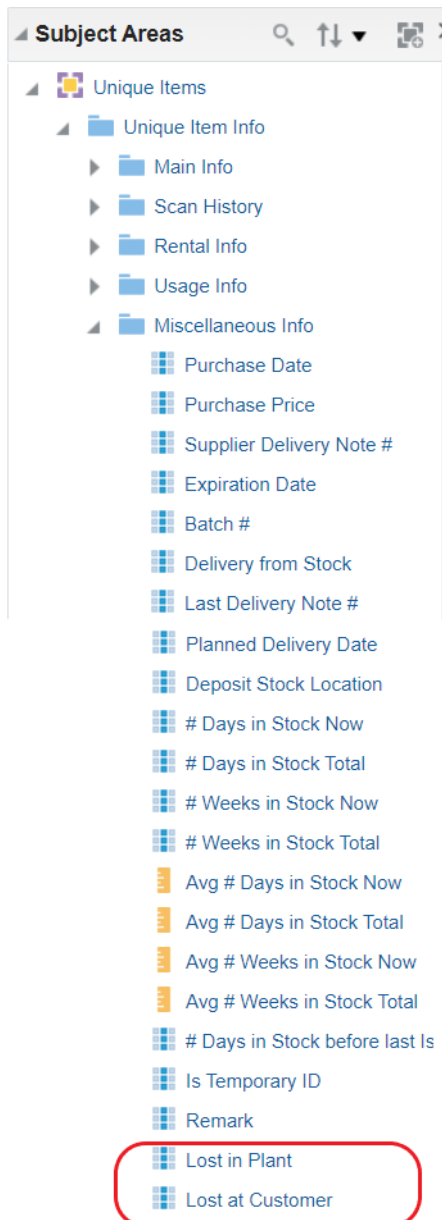 Subject Areas
Unique Items
Unique Item Info
Main Info
Scan History
Rental Info
Usage Info
Miscellaneous Info
Purchase Date
Purchase Price
Supplier Delivery Note #
Expiration Date
Batch #
Delivery from Stock
Last Delivery Note #
Planned Delivery Date
Deposit Stock Location
# Days in Stock Now
# Days in Stock Total
# Weeks in Stock Now
# Weeks in Stock Total
Avg # Days in Stock Now
Avg # Days in Stock Total
Avg # Weeks in Stock Now
Avg # Weeks in Stock Total
# Days in Stock before last Is
Is Temporary ID
Remark
Lost in Plant
Lost at Customer